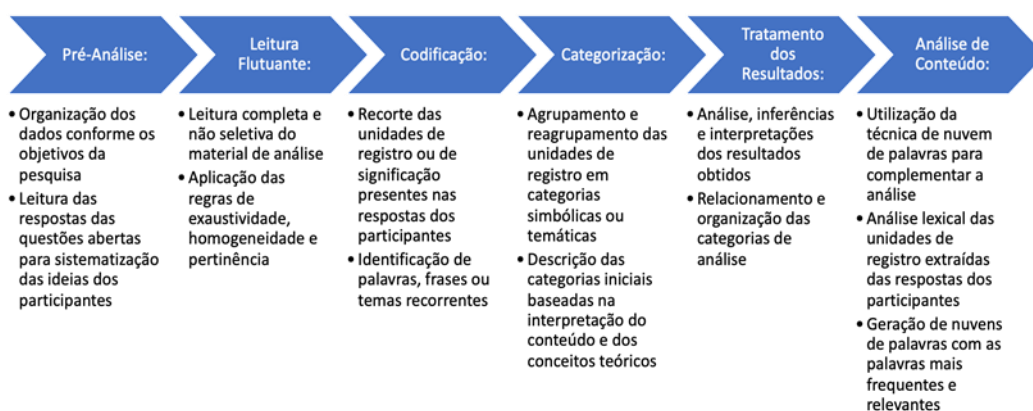 Pré-Análise:
• Organização dos
dados conforme os
objetivos da
pesquisa
• Leitura das
respostas das
questões abertas
para sistematização
das ideias dos
participantes
Leitura
Flutuante:
• Leitura completa e
não seletiva do
material de análise
• Aplicação das
regras de
exaustividade,
homogeneidade e
pertinência
Codificação:
• Recorte das
unidades de
registro ou de
significação
presentes nas
respostas dos
participantes
• Identificação de
palavras, frases ou
temas recorrentes
Categorização:
• Agrupamento e
reagrupamento das
unidades de
registro em
categorias
simbólicas ou
temáticas
• Descrição das
categorias iniciais
baseadas na
interpretação do
conteúdo e dos
conceitos teóricos
Tratamento
dos
Resultados:
• Análise, inferências
e interpretações
dos resultados
obtidos
• Relacionamento e
organização das
categorias de
análise
Análise de
Conteúdo:
• Utilização da
técnica de nuvem
de palavras para
complementar a
análise
• Análise lexical das
unidades de
registro extraídas
das respostas dos
participantes
• Geração de nuvens
de palavras com as
palavras mais
frequentes e
relevantes